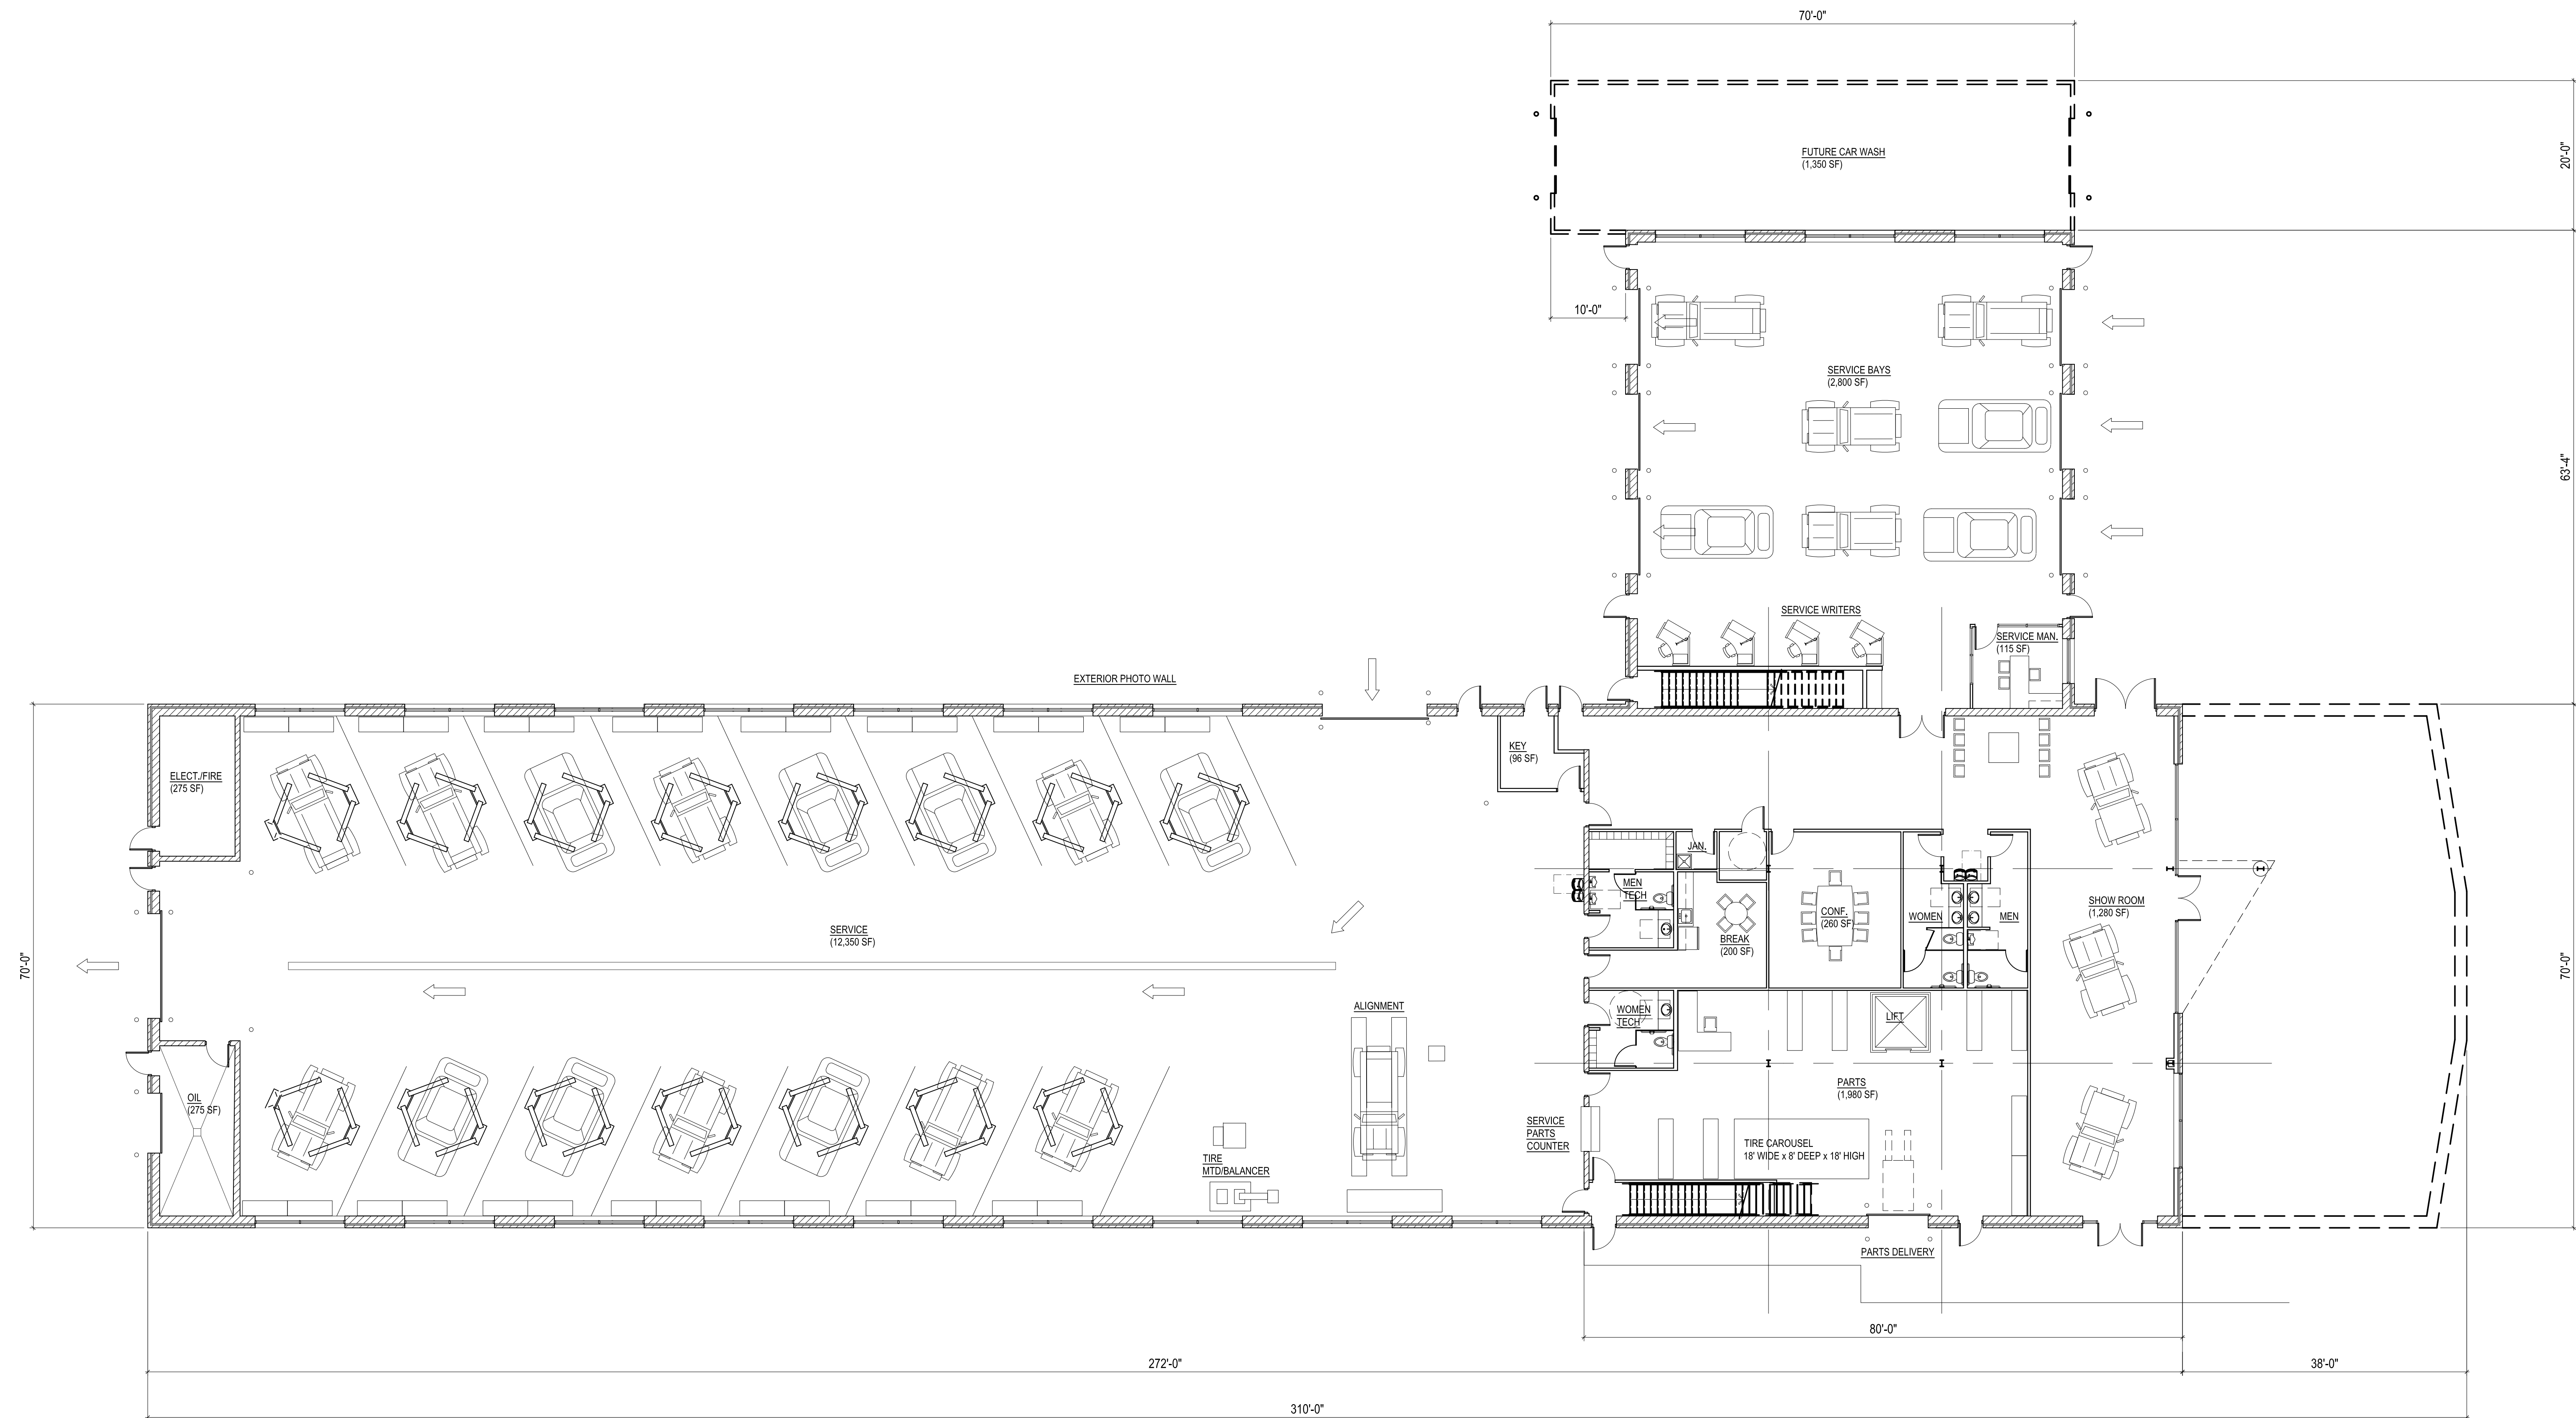 70'-0"
20'-0"
FUTURE CAR WASH
(1,350 SF)
10'-0"
SERVICE BAYS
(2,800 SF)
63'-4"
SERVICE WRITERS
SERVICE MAN.
(115 SF)
EXTERIOR PHOTO WALL
KEY
(96 SF)
ELECT./FIRE
(275 SF)
JAN.
MEN
TECH
BREAK
(200 SF)
CONF.
(260 SF)
WOMEN
MEN
SHOW ROOM
(1,280 SF)
SERVICE
(12,350 SF)
70'-0"
70'-0"
ALIGNMENT
WOMEN
TECH
LIFT
OIL
(275 SF)
PARTS
(1,980 SF)
SERVICE
PARTS
COUNTER
TIRE CAROUSEL
18' WIDE x 8' DEEP x 18' HIGH
TIRE
MTD/BALANCER
PARTS DELIVERY
80'-0"
272'-0"
38'-0"
310'-0"